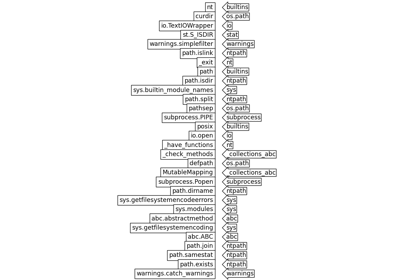 nt builtins
curdir os.path
io.TextIOWrapper io
st.S_ISDIR stat
warnings.simplefilter warnings
path.islink ntpath
_exit nt
path builtins
path.isdir ntpath
sys.builtin_module_names sys
path.split ntpath
pathsep os.path
subprocess.PIPE subprocess
posix builtins
io.open io
_have_functions nt
_check_methods _collections_abc
defpath os.path
MutableMapping _collections_abc
subprocess.Popen subprocess
path.dirname ntpath
sys.getfilesystemencodeerrors sys
sys.modules sys
abc.abstractmethod abc
sys.getfilesystemencoding sys
abc.ABC abc
path.join ntpath
path.samestat ntpath
path.exists ntpath
warnings.catch_warnings warnings